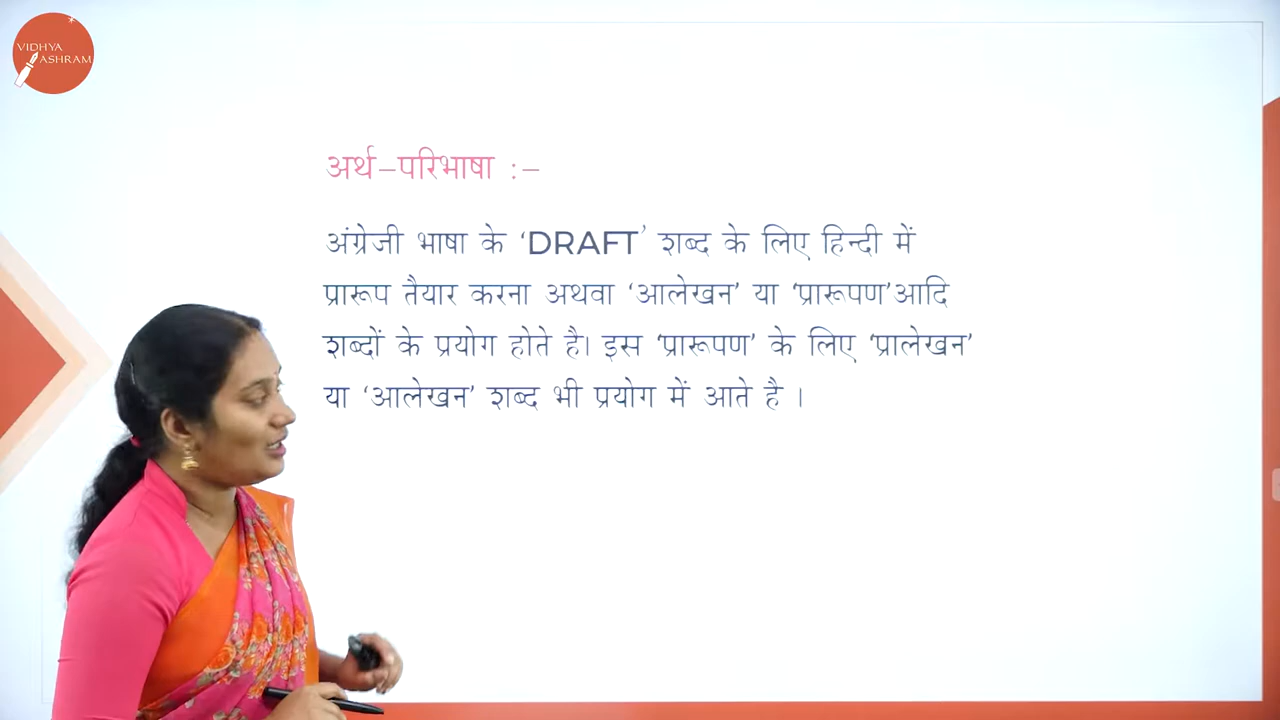 VIDHYA
ASHRAM
अर्थ–परिभाषा :–
अंग्रेजी भाषा के ‘DRAFT’ शब्द के लिए हिन्दी में
प्रारूप तैयार करना अथवा ‘आलेखन’ या ‘प्रारूपण’आदि
शब्दों के प्रयोग होते है। इस ‘प्रारूपण’ के लिए ‘प्रालेखन’
या ‘आलेखन’ शब्द भी प्रयोग में आते है ।